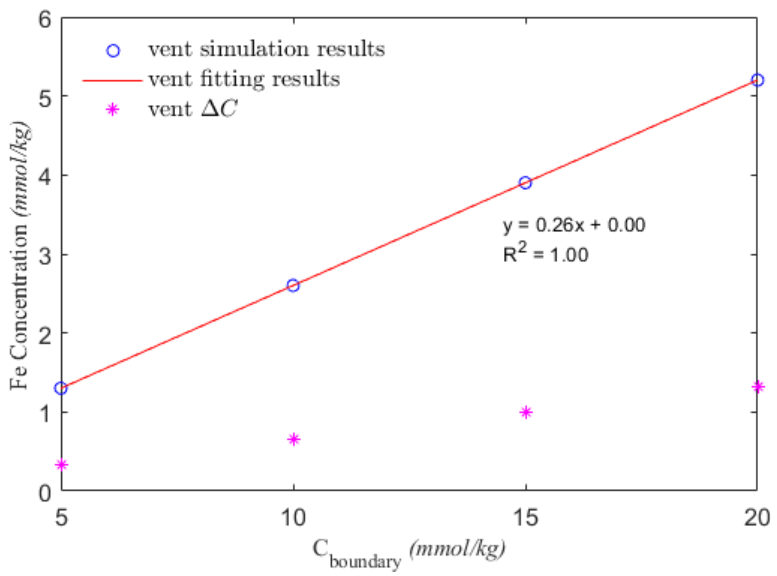 6
5
4
3
2
1
0
Fe Concentration (mmol/kg)
vent simulation results
vent fitting results
vent ΔC
y = 0.26x + 0.00
R² = 1.00
5 10 15 20
C_boundary (mmol/kg)